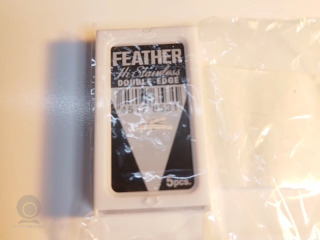 FEATHER
Hi-Stainless
DOUBLE-EDGE
5pcs.